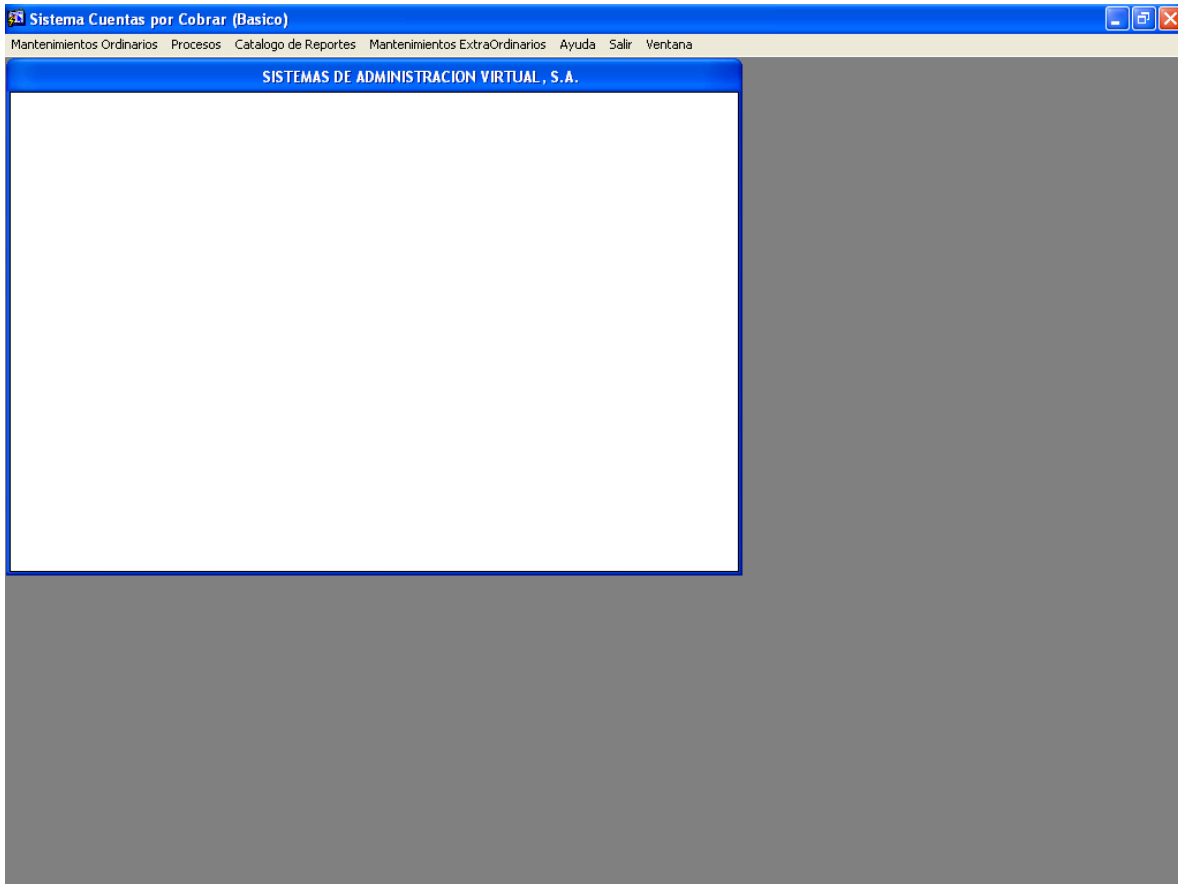 Sistema Cuentas por Cobrar (Basico)
Mantenimientos Ordinarios Procesos Catalogo de Reportes Mantenimientos ExtraOrdinarios Ayuda Salir Ventana
SISTEMAS DE ADMINISTRACION VIRTUAL, S.A.